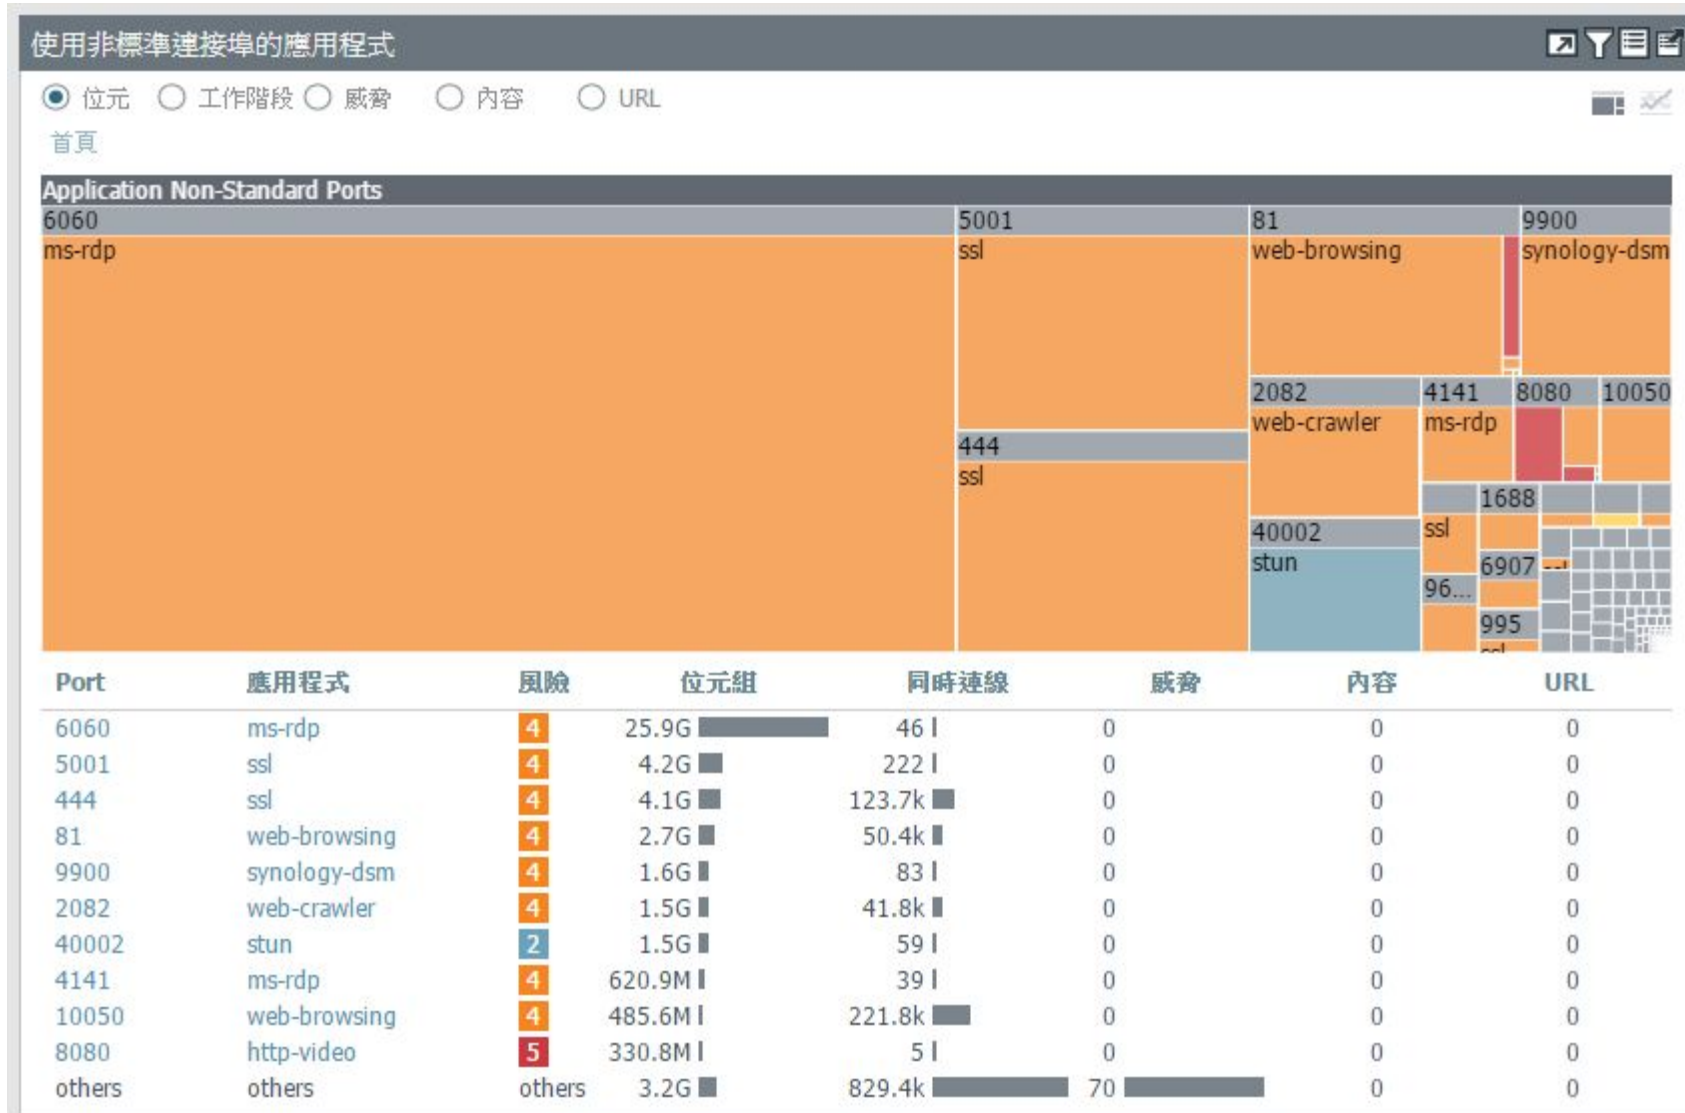 使用非標準連接埠的應用程式
位元 工作階段 威脅 內容 URL
首頁
Application Non-Standard Ports
6060 5001 81 9900
ms-rdp ssl web-browsing synology-dsm
2082 4141 8080 10050
web-crawler ms-rdp
444
ssl
1688
40002 ssl
stun 6907
96...
995
Port 應用程式 風險 位元組 同時連線 威脅 內容 URL
6060 ms-rdp 4 25.9G 46 0 0 0
5001 ssl 4 4.2G 222 0 0 0
444 ssl 4 4.1G 123.7k 0 0 0
81 web-browsing 4 2.7G 50.4k 0 0 0
9900 synology-dsm 4 1.6G 83 0 0 0
2082 web-crawler 4 1.5G 41.8k 0 0 0
40002 stun 2 1.5G 59 0 0 0
4141 ms-rdp 4 620.9M 39 0 0 0
10050 web-browsing 4 485.6M 221.8k 0 0 0
8080 http-video 5 330.8M 5 0 0 0
others others others 3.2G 829.4k 70 0 0